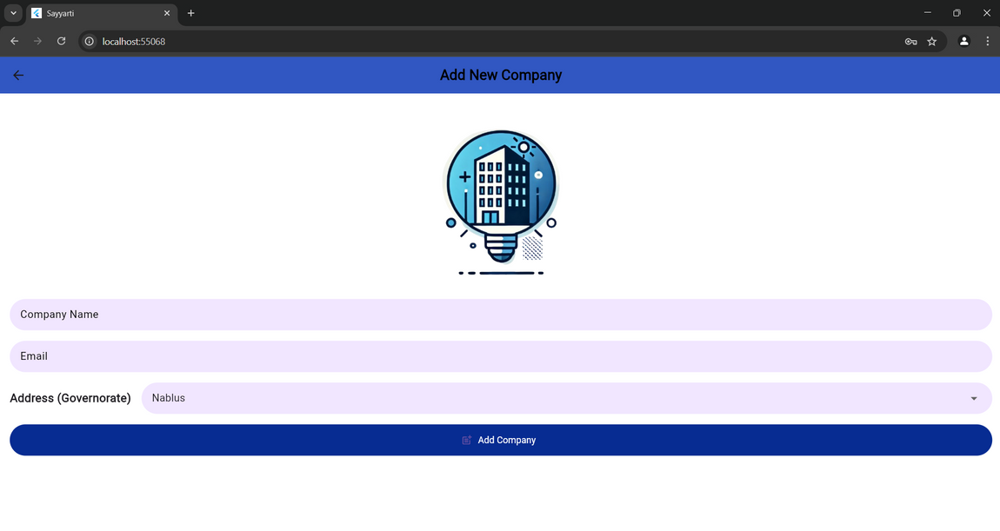 Sayyarti
localhost:55068
Add New Company
Company Name
Email
Address (Governorate) Nablus
Add Company